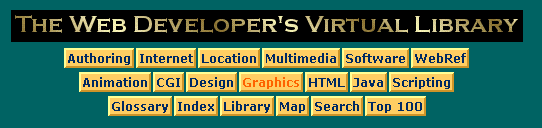 The Web Developer's Virtual Library
Authoring Internet Location Multimedia Software WebRef
Animation CGI Design Graphics HTML Java Scripting
Glossary Index Library Map Search Top 100